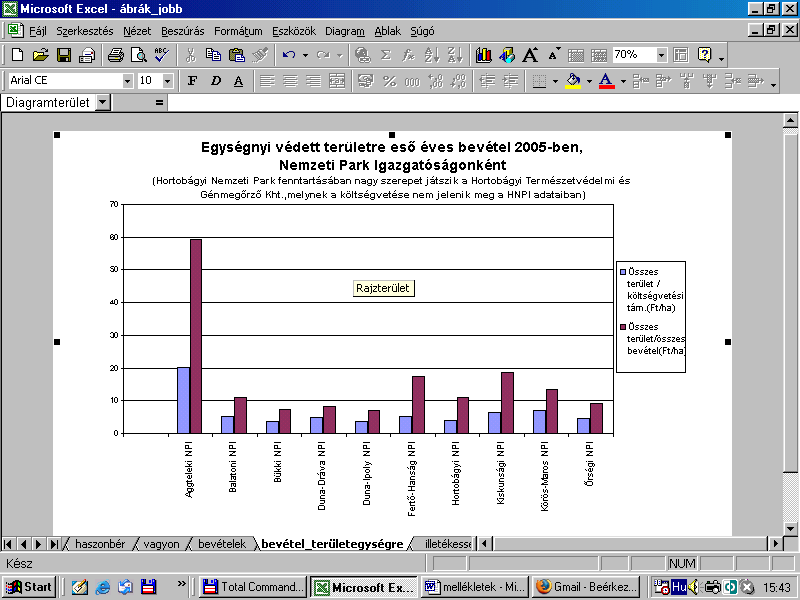 Microsoft Excel - ábrák_jobb
Fájl Szerkesztés Nézet Beszúrás Formátum Eszközök Diagram Ablak Súgó
70%
Arial CE 10 F D A
Diagramterület =
Egységnyi védett területre eső éves bevétel 2005-ben,
Nemzeti Park Igazgatóságonként
(Hortobágyi Nemzeti Park fenntartásában nagy szerepet játszik a Hortobágyi Természetvédelmi és
Génmegőrző Kht.,melynek a költségvetése nem jelenik meg a HNPI adataiban)
70
60
50
40
30
20
10
0
Rajzterület
Összes
terület /
költségvetési
tám.(Ft/ha)
Összes
terület/összes
bevétel(Ft/ha)
Aggteleki NPI
Balatoni NPI
Bükki NPI
Duna-Dráva NPI
Duna-Ipoly NPI
Fertő-Hanság NPI
Hortobágyi NPI
Kiskunsági NPI
Körös-Maros NPI
Őrségi NPI
haszonbér vagyon bevételek bevétel_területegységre illetékesse
Kész NUM
Start » Total Command... Microsoft Ex... mellékletek - Mi... Gmail - Beérkez... Hu 15:43